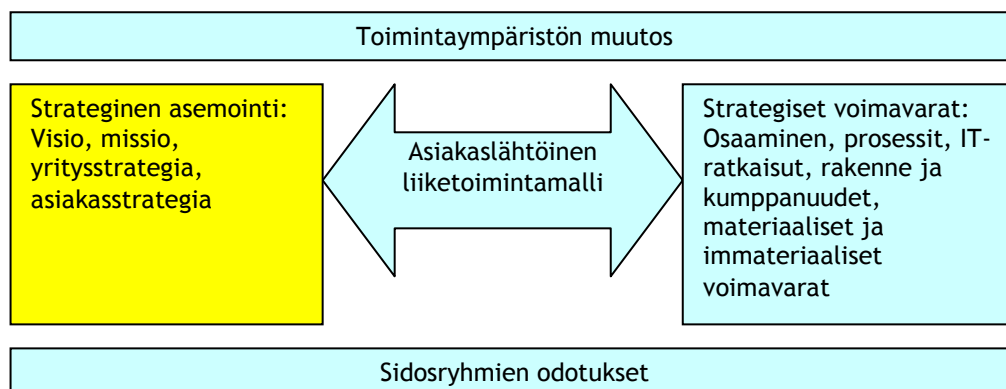 Toimintaympäristön muutos
Strateginen asemointi:
Visio, missio,
yritysstrategia,
asiakasstrategia
Asiakaslähtöinen
liiketoimintamalli
Strategiset voimavarat:
Osaaminen, prosessit, IT-
ratkaisut, rakenne ja
kumppanuudet,
materiaaliset ja
immateriaaliset
voimavarat
Sidosryhmien odotukset